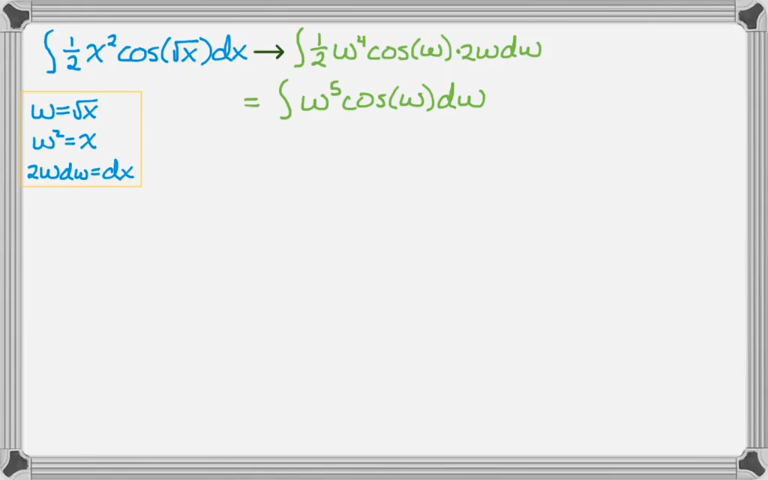 ∫ 1/2 x² cos(√x) dx → ∫ 1/2 w⁴ cos(w) · 2w dw
= ∫ w⁵ cos(w) dw
w = √x
w² = x
2w dw = dx